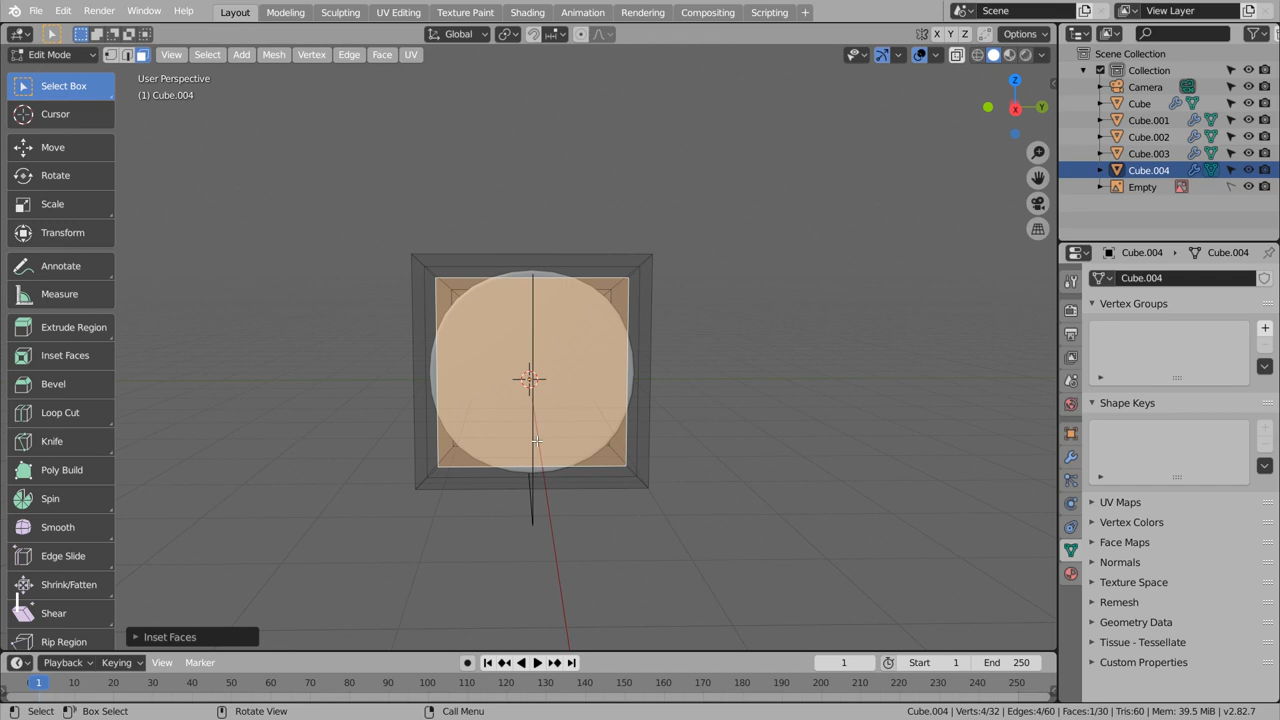 File Edit Render Window Help Layout Modeling Sculpting UV Editing Texture Paint Shading Animation Rendering Compositing Scripting + Scene View Layer
Global X Y Z Options
Edit Mode View Select Add Mesh Vertex Edge Face UV
User Perspective
(1) Cube.004
Select Box
Cursor
Move
Rotate
Scale
Transform
Annotate
Measure
Extrude Region
Inset Faces
Bevel
Loop Cut
Knife
Poly Build
Spin
Smooth
Edge Slide
Shrink/Fatten
Shear
Rip Region
Inset Faces
Z
X
Y
Scene Collection
Collection
Camera
Cube
Cube.001
Cube.002
Cube.003
Cube.004
Empty
Cube.004 Cube.004
Cube.004
Vertex Groups
Shape Keys
UV Maps
Vertex Colors
Face Maps
Normals
Texture Space
Remesh
Geometry Data
Tissue - Tessellate
Custom Properties
Playback Keying View Marker 1 Start 1 End 250
1 10 20 30 40 50 60 70 80 90 100 110 120 130 140 150 160 170 180 190 200 210 220 230 240 250
Select Box Select Rotate View Call Menu Cube.004 | Verts:4/32 | Edges:4/60 | Faces:1/30 | Tris:60 | Mem: 39.5 MiB | v2.82.7